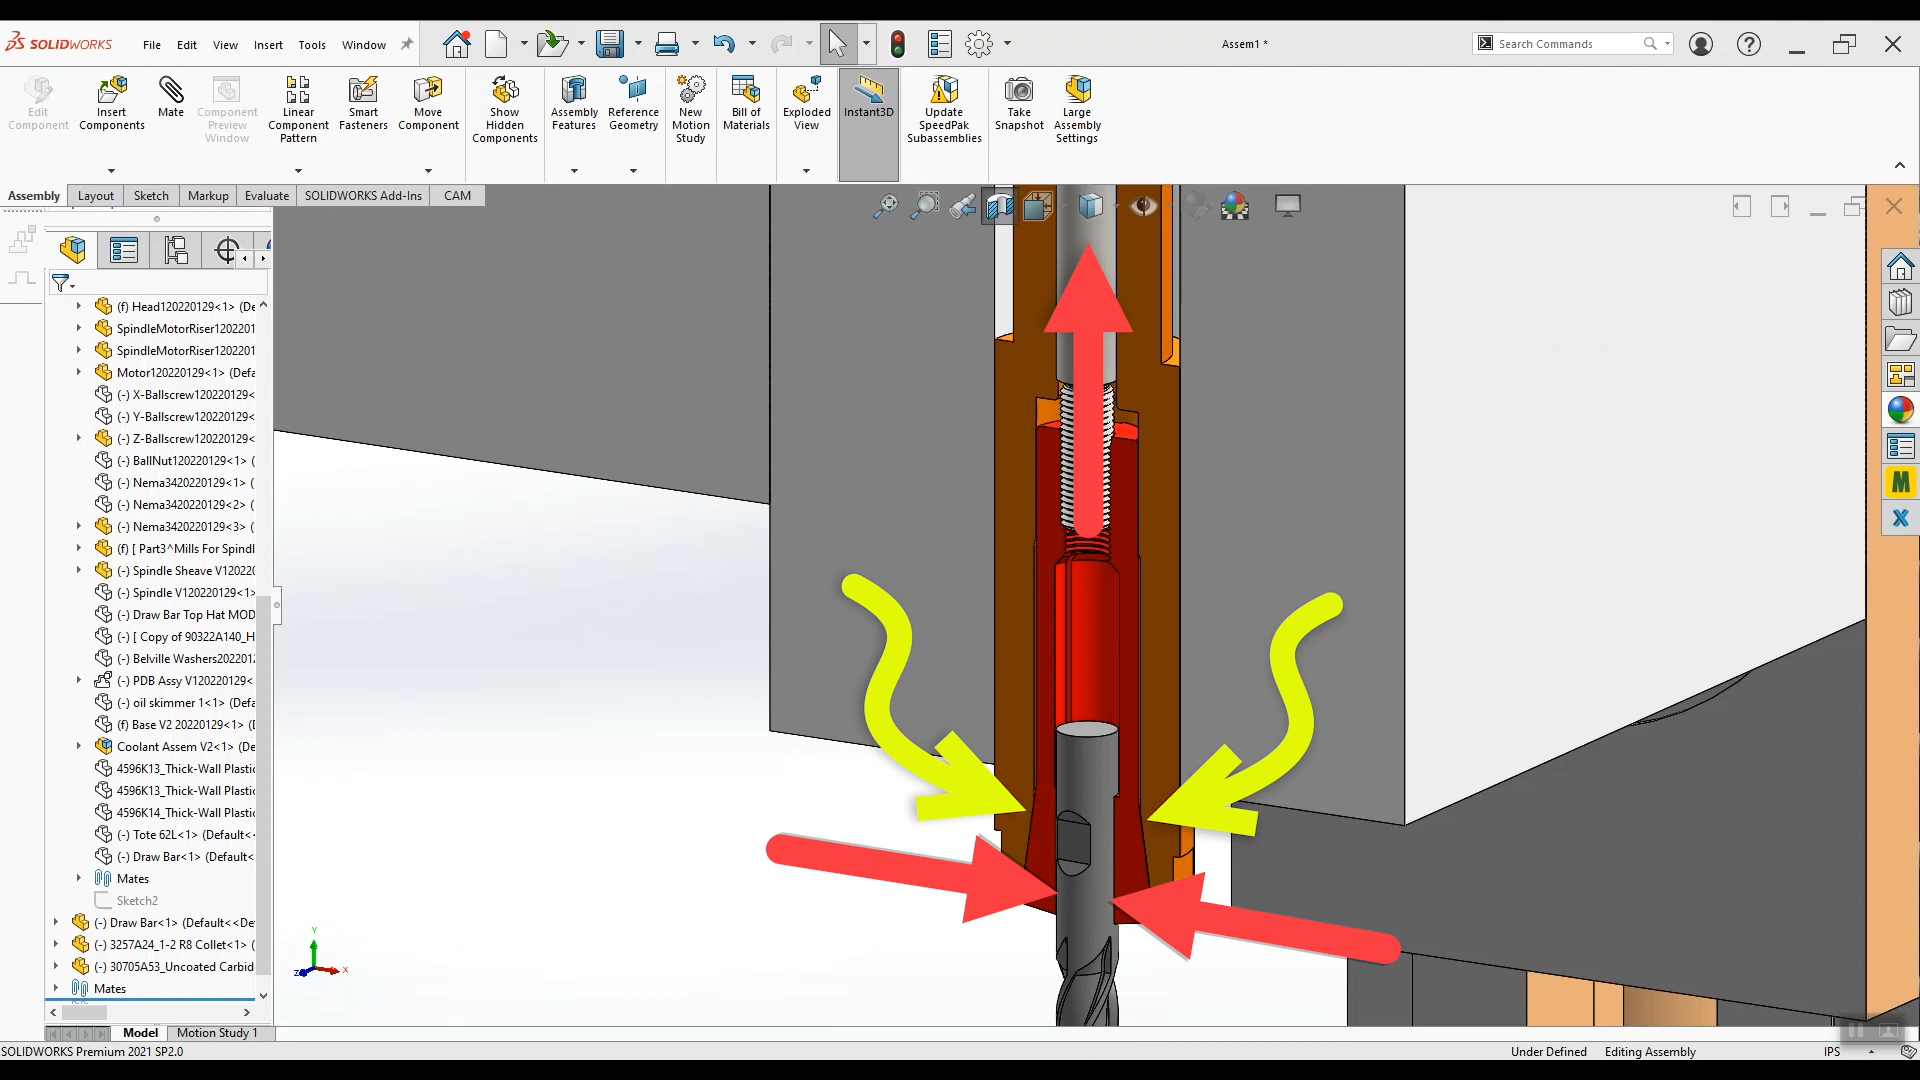 SOLIDWORKS
File Edit View Insert Tools Window
Assem1 *
Search Commands
Edit Component
Insert Components
Mate
Component Preview Window
Linear Component Pattern
Smart Fasteners
Move Component
Show Hidden Components
Assembly Features
Reference Geometry
New Motion Study
Bill of Materials
Exploded View
Instant3D
Update SpeedPak Subassemblies
Take Snapshot
Large Assembly Settings
Assembly Layout Sketch Markup Evaluate SOLIDWORKS Add-Ins CAM
(f) Head120220129<1> (De
SpindleMotorRiser1202201
SpindleMotorRiser1202201
Motor120220129<1> (Defa
(-) X-Ballscrew120220129<
(-) Y-Ballscrew120220129<
(-) Z-Ballscrew120220129<
(-) BallNut120220129<1> (
(-) Nema3420220129<1> (
(-) Nema3420220129<2> (
(-) Nema3420220129<3> (
(f) [ Part3^Mills For Spindl
(-) Spindle Sheave V120220
(-) Spindle V120220129<1>
(-) Draw Bar Top Hat MOD
(-) [ Copy of 90322A140_H
(-) Belville Washers2022012
(-) PDB Assy V120220129<
(-) oil skimmer 1<1> (Defa
(f) Base V2 20220129<1> (D
Coolant Assem V2<1> (De
4596K13_Thick-Wall Plastic
4596K13_Thick-Wall Plastic
4596K14_Thick-Wall Plastic
(-) Tote 62L<1> (Default<
(-) Draw Bar<1> (Default<
Mates
Sketch2
(-) Draw Bar<1> (Default<<De
(-) 3257A24_1-2 R8 Collet<1> (
(-) 30705A53_Uncoated Carbid
Mates
Y
X
Z
M
X
Model Motion Study 1
SOLIDWORKS Premium 2021 SP2.0
Under Defined Editing Assembly IPS